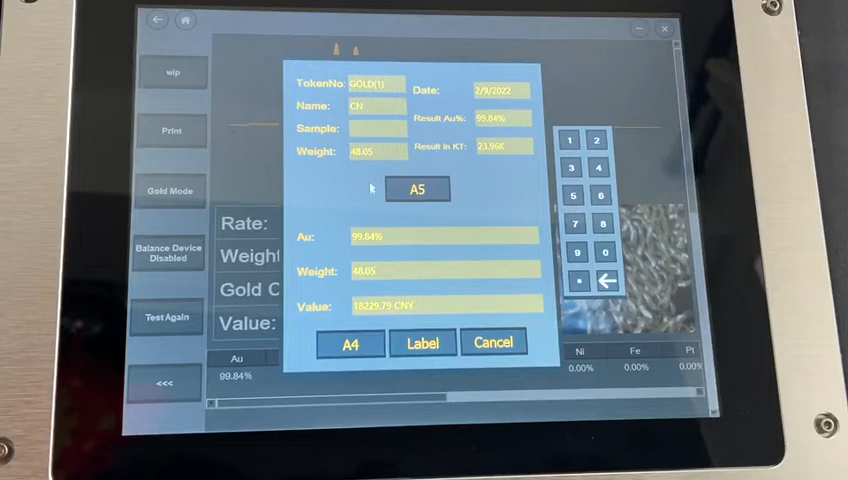 wip
Print
Gold Mode
Balance Device
Disabled
Test Again
<<<
TokenNo: GOLD(1)
Date: 2/9/2022
Name: CN
Result Au%: 99.84%
Sample:
Weight: 48.05
Result in KT: 23.96K
A5
Au: 99.84%
Weight: 48.05
Value: 18229.79 CNY
A4 Label Cancel
1 2
3 4
5 6
7 8
9 0
. ←
Rate:
Weight
Gold C
Value:
Au Ni Fe Pt
99.84% 0.00% 0.00% 0.00%